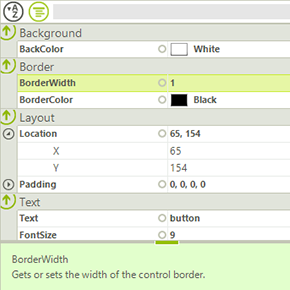 A
Z
Background
BackColor White
Border
BorderWidth 1
BorderColor Black
Layout
Location 65, 154
X 65
Y 154
Padding 0, 0, 0, 0
Text
Text button
FontSize 9
BorderWidth
Gets or sets the width of the control border.